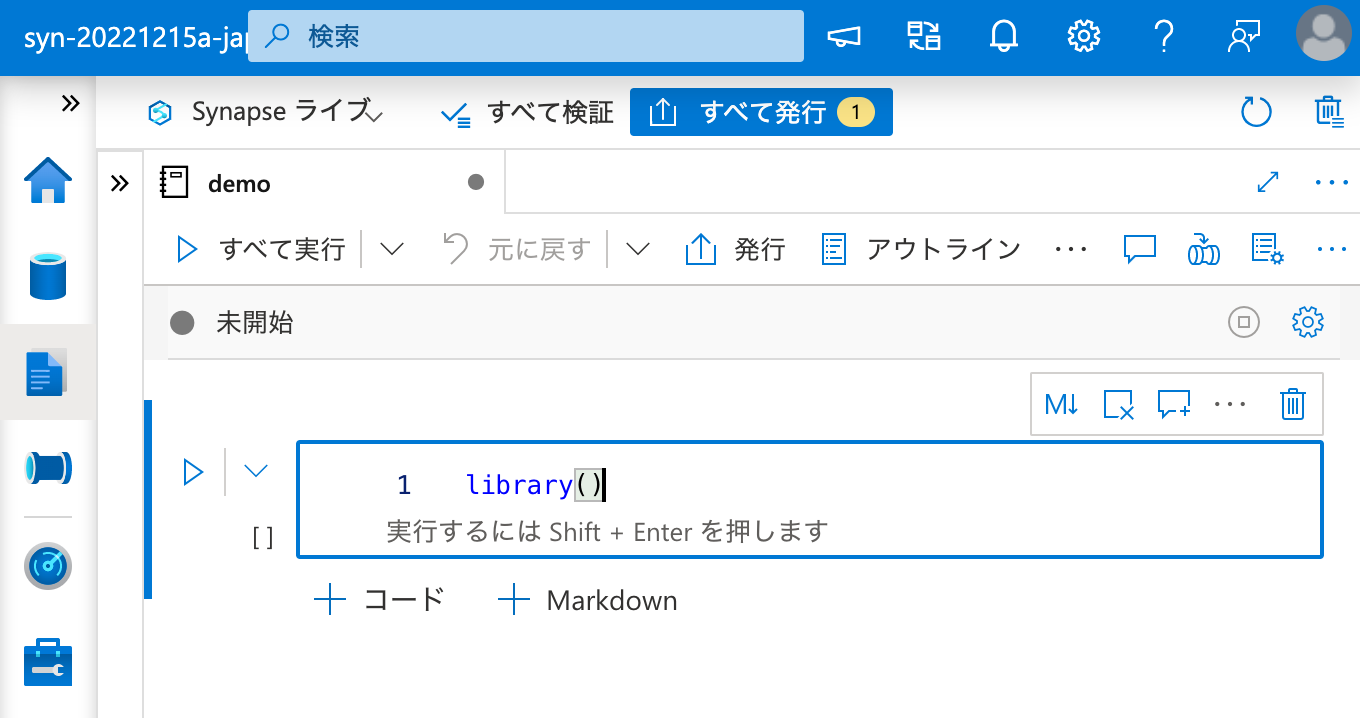 syn-20221215a-jap
検索
Synapse ライブ
すべて検証
すべて発行 1
demo
すべて実行
元に戻す
発行
アウトライン
未開始
M↓
1 library()
実行するには Shift + Enter を押します
[ ]
コード
Markdown